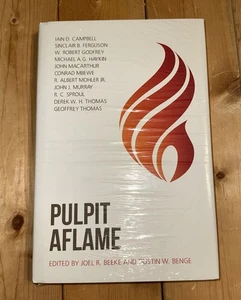 IAIN D. CAMPBELL
SINCLAIR B. FERGUSON
W. ROBERT GODFREY
MICHAEL A.G. HAYKIN
JOHN MACARTHUR
CONRAD MBEWE
R. ALBERT MOHLER JR.
JOHN J. MURRAY
R. C. SPROUL
DEREK W. H. THOMAS
GEOFFREY THOMAS
PULPIT
AFLAME
EDITED BY JOEL R. BEEKE AND DUSTIN W. BENGE